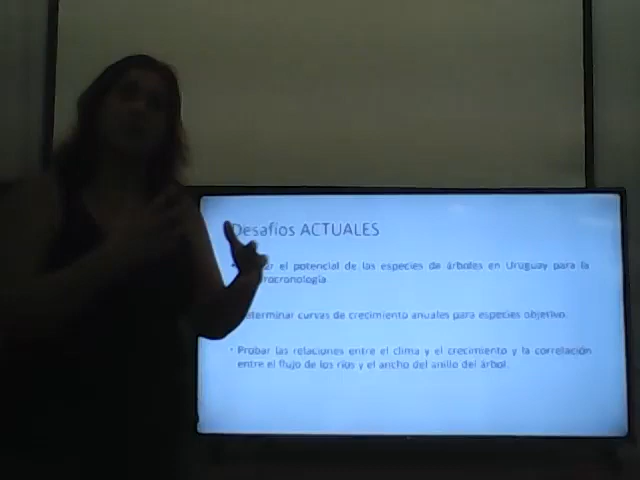 Desafíos ACTUALES
el potencial de las especies de árboles en Uruguay para la
curvas de crecimiento anuales para especies objetivo.
• Probar las relaciones entre el clima y el crecimiento y la correlación
entre el flujo de los ríos y el ancho del anillo del árbol.